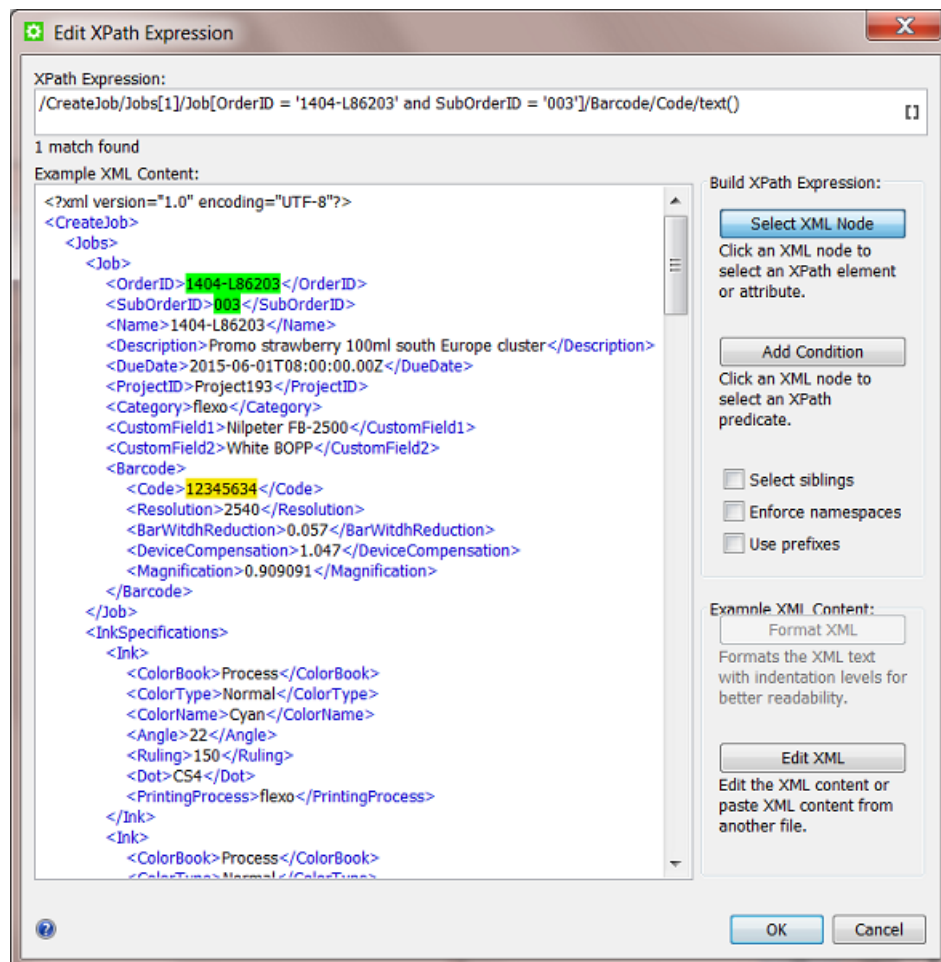 Edit XPath Expression
X
XPath Expression:
/CreateJob/Jobs[1]/Job[OrderID = '1404-L86203' and SubOrderID = '003']/Barcode/Code/text()
[]
1 match found
Example XML Content:
<?xml version="1.0" encoding="UTF-8"?>
<CreateJob>
<Jobs>
<Job>
<OrderID>1404-L86203</OrderID>
<SubOrderID>003</SubOrderID>
<Name>1404-L86203</Name>
<Description>Promo strawberry 100ml south Europe cluster</Description>
<DueDate>2015-06-01T08:00:00.00Z</DueDate>
<ProjectID>Project193</ProjectID>
<Category>flexo</Category>
<CustomField1>Nilpeter FB-2500</CustomField1>
<CustomField2>White BOPP</CustomField2>
<Barcode>
<Code>12345634</Code>
<Resolution>2540</Resolution>
<BarWitdhReduction>0.057</BarWitdhReduction>
<DeviceCompensation>1.047</DeviceCompensation>
<Magnification>0.909091</Magnification>
</Barcode>
</Job>
<InkSpecifications>
<Ink>
<ColorBook>Process</ColorBook>
<ColorType>Normal</ColorType>
<ColorName>Cyan</ColorName>
<Angle>22</Angle>
<Ruling>150</Ruling>
<Dot>CS4</Dot>
<PrintingProcess>flexo</PrintingProcess>
</Ink>
<Ink>
<ColorBook>Process</ColorBook>
<ColorType>Normal</ColorType>
Build XPath Expression:
Select XML Node
Click an XML node to
select an XPath element
or attribute.
Add Condition
Click an XML node to
select an XPath
predicate.
Select siblings
Enforce namespaces
Use prefixes
Example XML Content:
Format XML
Formats the XML text
with indentation levels for
better readability.
Edit XML
Edit the XML content or
paste XML content from
another file.
?
OK
Cancel